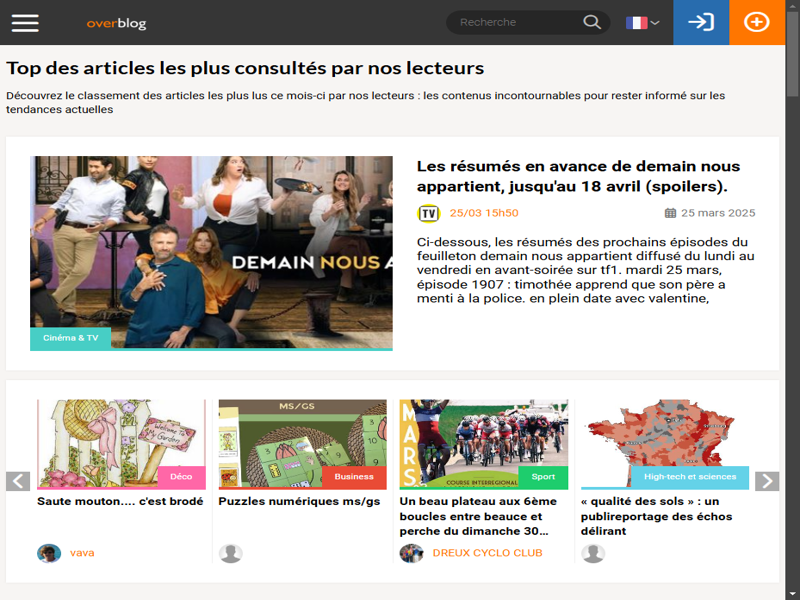 overblog
Recherche
Top des articles les plus consultés par nos lecteurs
Découvrez le classement des articles les plus lus ce mois-ci par nos lecteurs : les contenus incontournables pour rester informé sur les
tendances actuelles
DEMAIN NOUS A
Cinéma & TV
Les résumés en avance de demain nous
appartient, jusqu'au 18 avril (spoilers).
TV
25/03 15h50
25 mars 2025
Ci-dessous, les résumés des prochains épisodes du
feuilleton demain nous appartient diffusé du lundi au
vendredi en avant-soirée sur tf1. mardi 25 mars,
épisode 1907 : timothée apprend que son père a
menti à la police. en plein date avec valentine,
Welcome To
My Garden
Déco
Saute mouton.... c'est brodé
vava
MS/GS
Business
Puzzles numériques ms/gs
MARS
COURSE INTERREGIONAL
Sport
Un beau plateau aux 6ème
boucles entre beauce et
perche du dimanche 30...
DREUX CYCLO CLUB
High-tech et sciences
« qualité des sols » : un
publireportage des échos
délirant